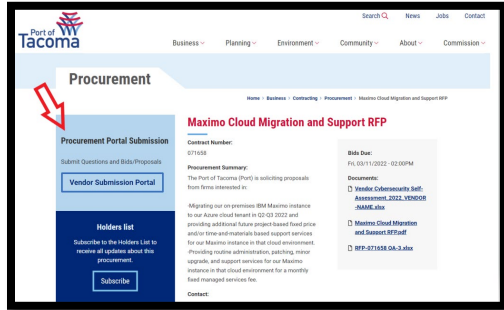 Search News Jobs Contact
Port of
Tacoma
Business Planning Environment Community About Commission
Procurement
Home > Business > Contracting > Procurement > Maximo Cloud Migration and Support RFP
Procurement Portal Submission
Submit Questions and Bids/Proposals
Vendor Submission Portal
Holders list
Subscribe to the Holders List to
receive all updates about this
procurement.
Subscribe
Maximo Cloud Migration and Support RFP
Contract Number:
071658
Procurement Summary:
The Port of Tacoma (Port) is soliciting proposals
from firms interested in:
·Migrating our on-premises IBM Maximo instance
to our Azure cloud tenant in Q2-Q3 2022 and
providing additional future project-based fixed price
and/or time-and-materials based support services
for our Maximo instance in that cloud environment.
·Providing routine administration, patching, minor
upgrade, and support services for our Maximo
instance in that cloud environment for a monthly
fixed managed services fee.
Contact:
Bids Due:
Fri, 03/11/2022 - 02:00PM
Documents:
Vendor Cybersecurity Self-
Assessment_2022_VENDOR
-NAME.xlsx
Maximo Cloud Migration
and Support RFP.pdf
RFP-071658 OA-3.xlsx